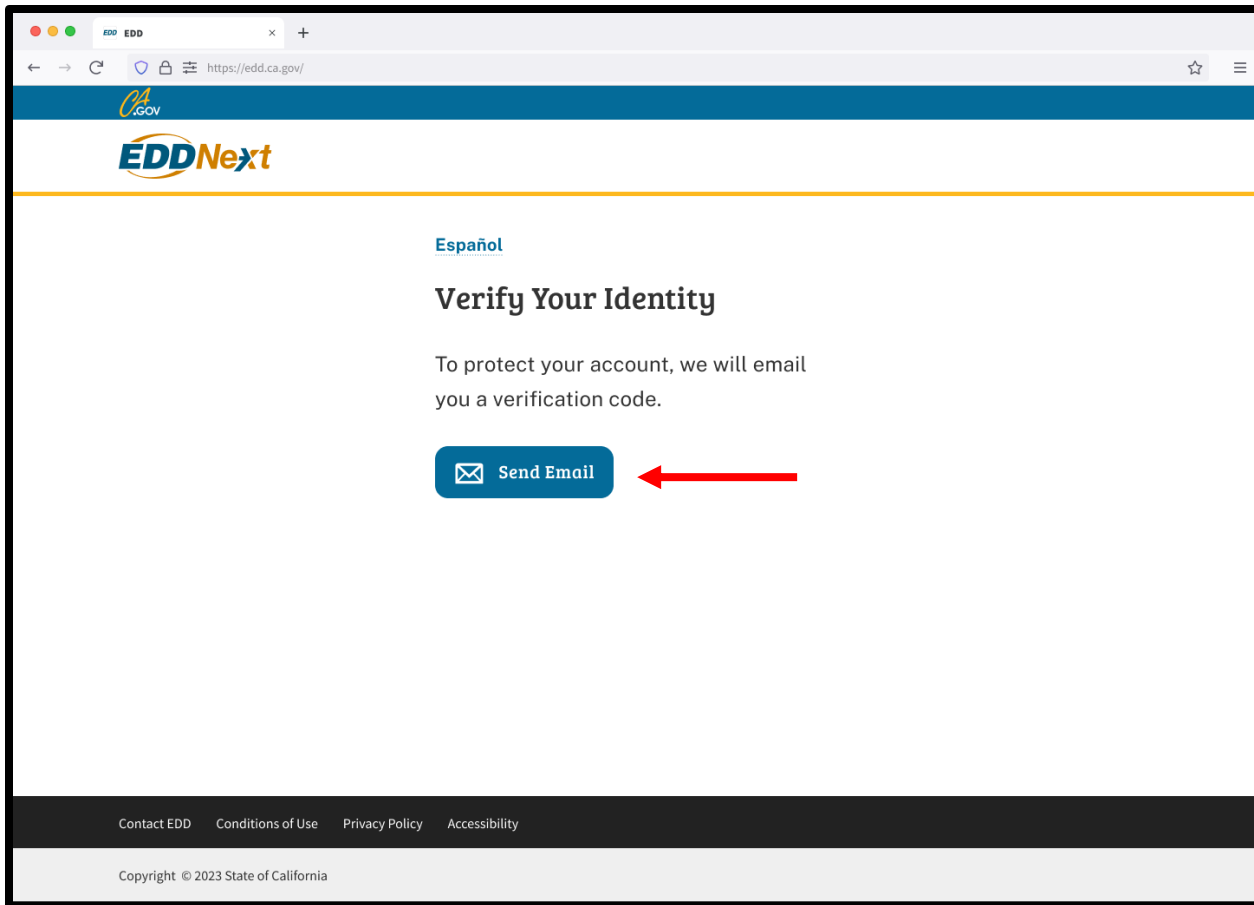 EDD EDD
https://edd.ca.gov/
CA.GOV
EDDNext
Español
Verify Your Identity
To protect your account, we will email
you a verification code.
Send Email
Contact EDD Conditions of Use Privacy Policy Accessibility
Copyright © 2023 State of California